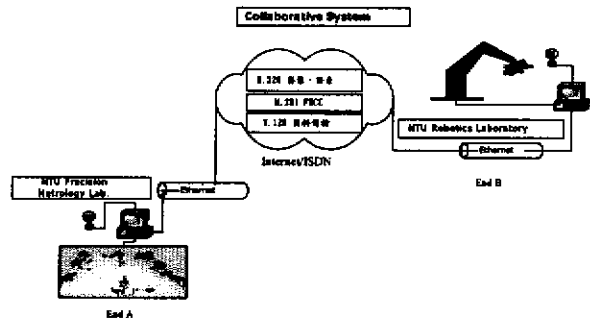 Collaborative System
H.320
H.281 FECC
T.120
Internet/ISDN
NTU Robotics Laboratory
Ethernet
End B
NTU Precision
Metrology Lab.
Ethernet
End A